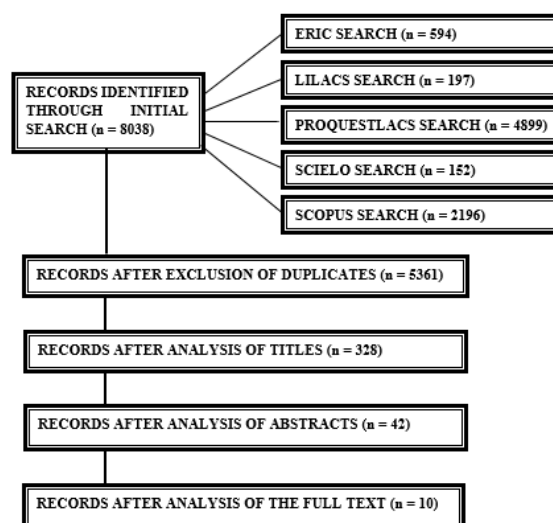 ERIC SEARCH (n = 594)
RECORDS IDENTIFIED
THROUGH INITIAL
SEARCH (n = 8038)
LILACS SEARCH (n = 197)
PROQUESTLACS SEARCH (n = 4899)
SCIELO SEARCH (n = 152)
SCOPUS SEARCH (n = 2196)
RECORDS AFTER EXCLUSION OF DUPLICATES (n = 5361)
RECORDS AFTER ANALYSIS OF TITLES (n = 328)
RECORDS AFTER ANALYSIS OF ABSTRACTS (n = 42)
RECORDS AFTER ANALYSIS OF THE FULL TEXT (n = 10)